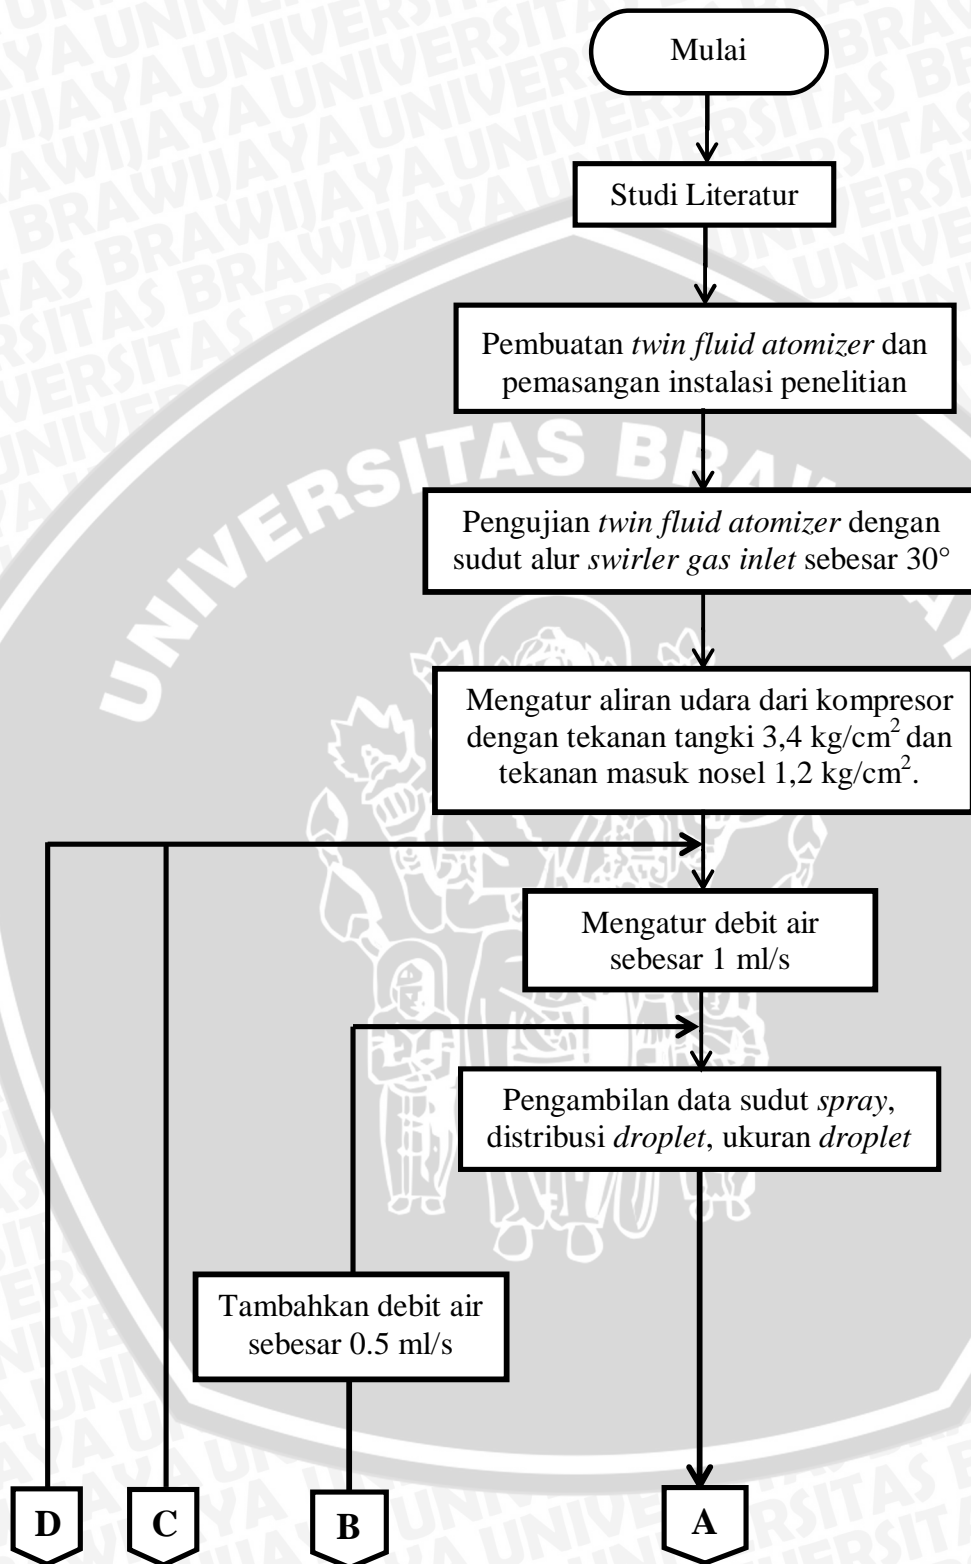 Mulai
Studi Literatur
Pembuatan twin fluid atomizer dan
pemasangan instalasi penelitian
UNIVERSITAS BRAWIJAYA
Pengujian twin fluid atomizer dengan
sudut alur swirler gas inlet sebesar 30°
Mengatur aliran udara dari kompresor
dengan tekanan tangki 3,4 kg/cm² dan
tekanan masuk nosel 1,2 kg/cm².
Mengatur debit air
sebesar 1 ml/s
Pengambilan data sudut spray,
distribusi droplet, ukuran droplet
Tambahkan debit air
sebesar 0.5 ml/s
D
C
B
A